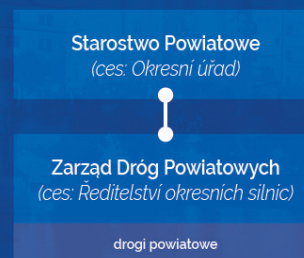 Starostwo Powiatowe
(ces: Okresní úřad)
Zarząd Dróg Powiatowych
(ces: Ředitelství okresních silnic)
drogi powiatowe